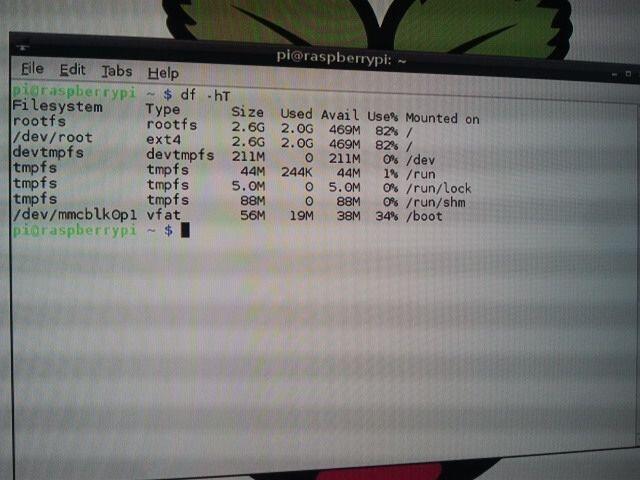 pi@raspberrypi: ~
File Edit Tabs Help
pi@raspberrypi ~ $ df -hT
Filesystem Type Size Used Avail Use% Mounted on
rootfs rootfs 2.6G 2.0G 469M 82% /
/dev/root ext4 2.6G 2.0G 469M 82% /
devtmpfs devtmpfs 211M 0 211M 0% /dev
tmpfs tmpfs 44M 244K 44M 1% /run
tmpfs tmpfs 5.0M 0 5.0M 0% /run/lock
tmpfs tmpfs 88M 0 88M 0% /run/shm
/dev/mmcblk0p1 vfat 56M 19M 38M 34% /boot
pi@raspberrypi ~ $